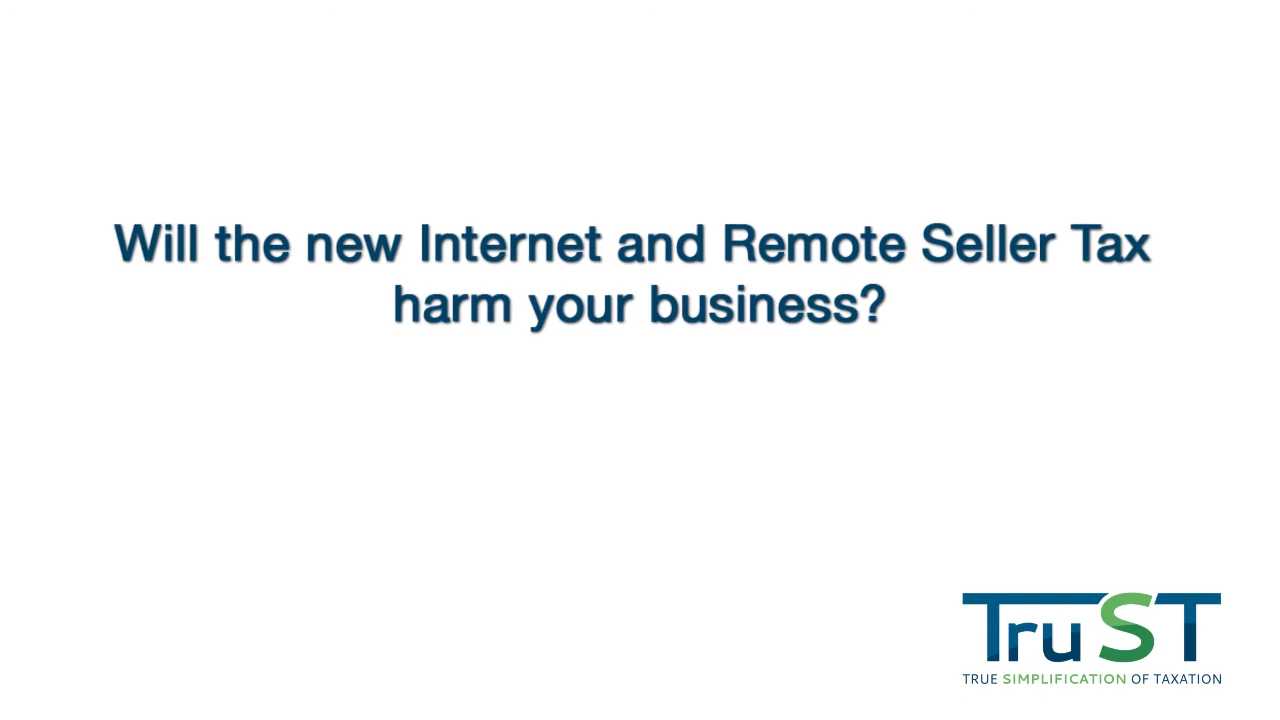 Will the new Internet and Remote Seller Tax
harm your business?
TruST
TRUE SIMPLIFICATION OF TAXATION